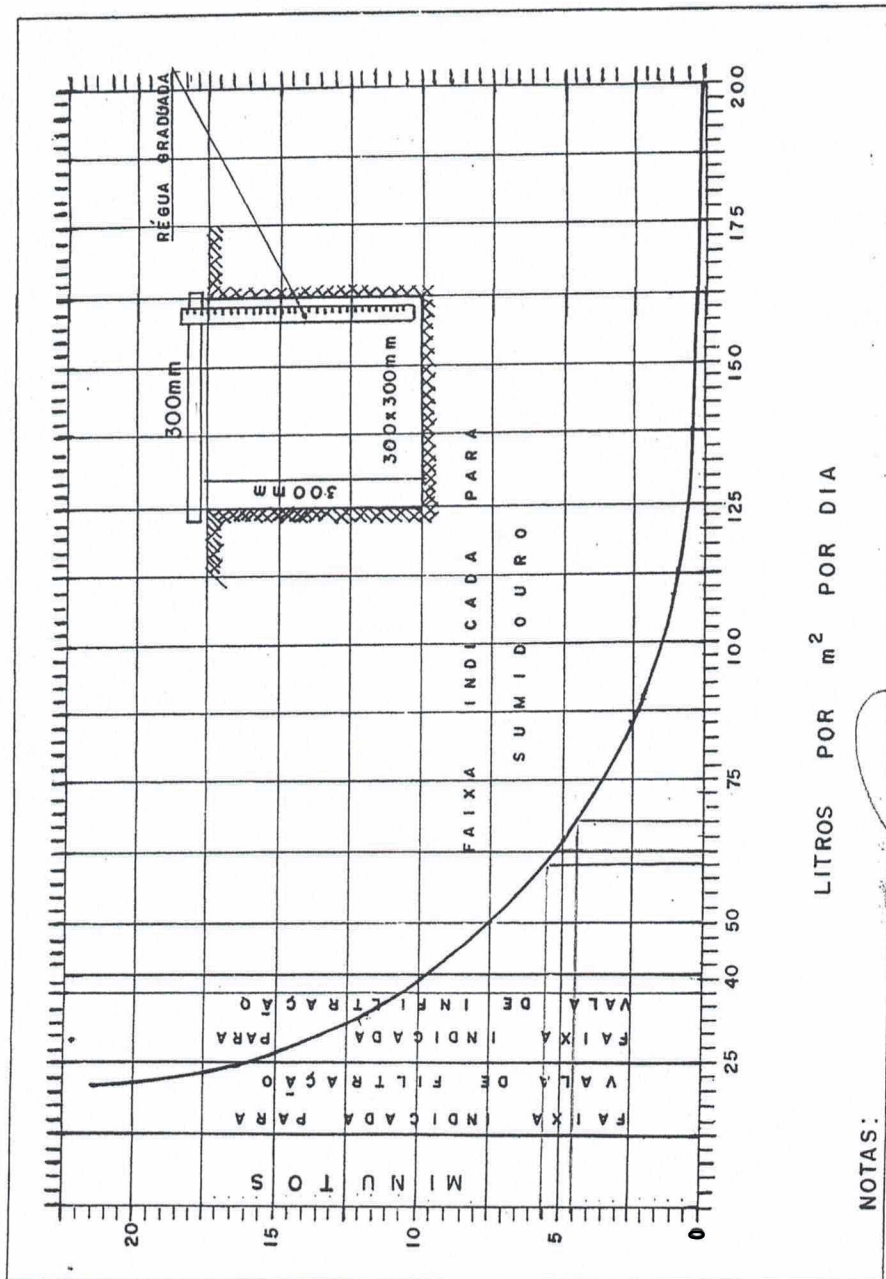 RÉGUA GRADUADA
300mm
300mm
300x300mm
FAIXA INDICADA PARA
SUMIDOURO
VALA DE INFILTRAÇÃO
FAIXA INDICADA PARA
VALA DE FILTRAÇÃO
FAIXA INDICADA PARA
MINUTOS
20
15
10
5
0
25
40
50
75
100
125
150
175
200
LITROS POR m² POR DIA
NOTAS: